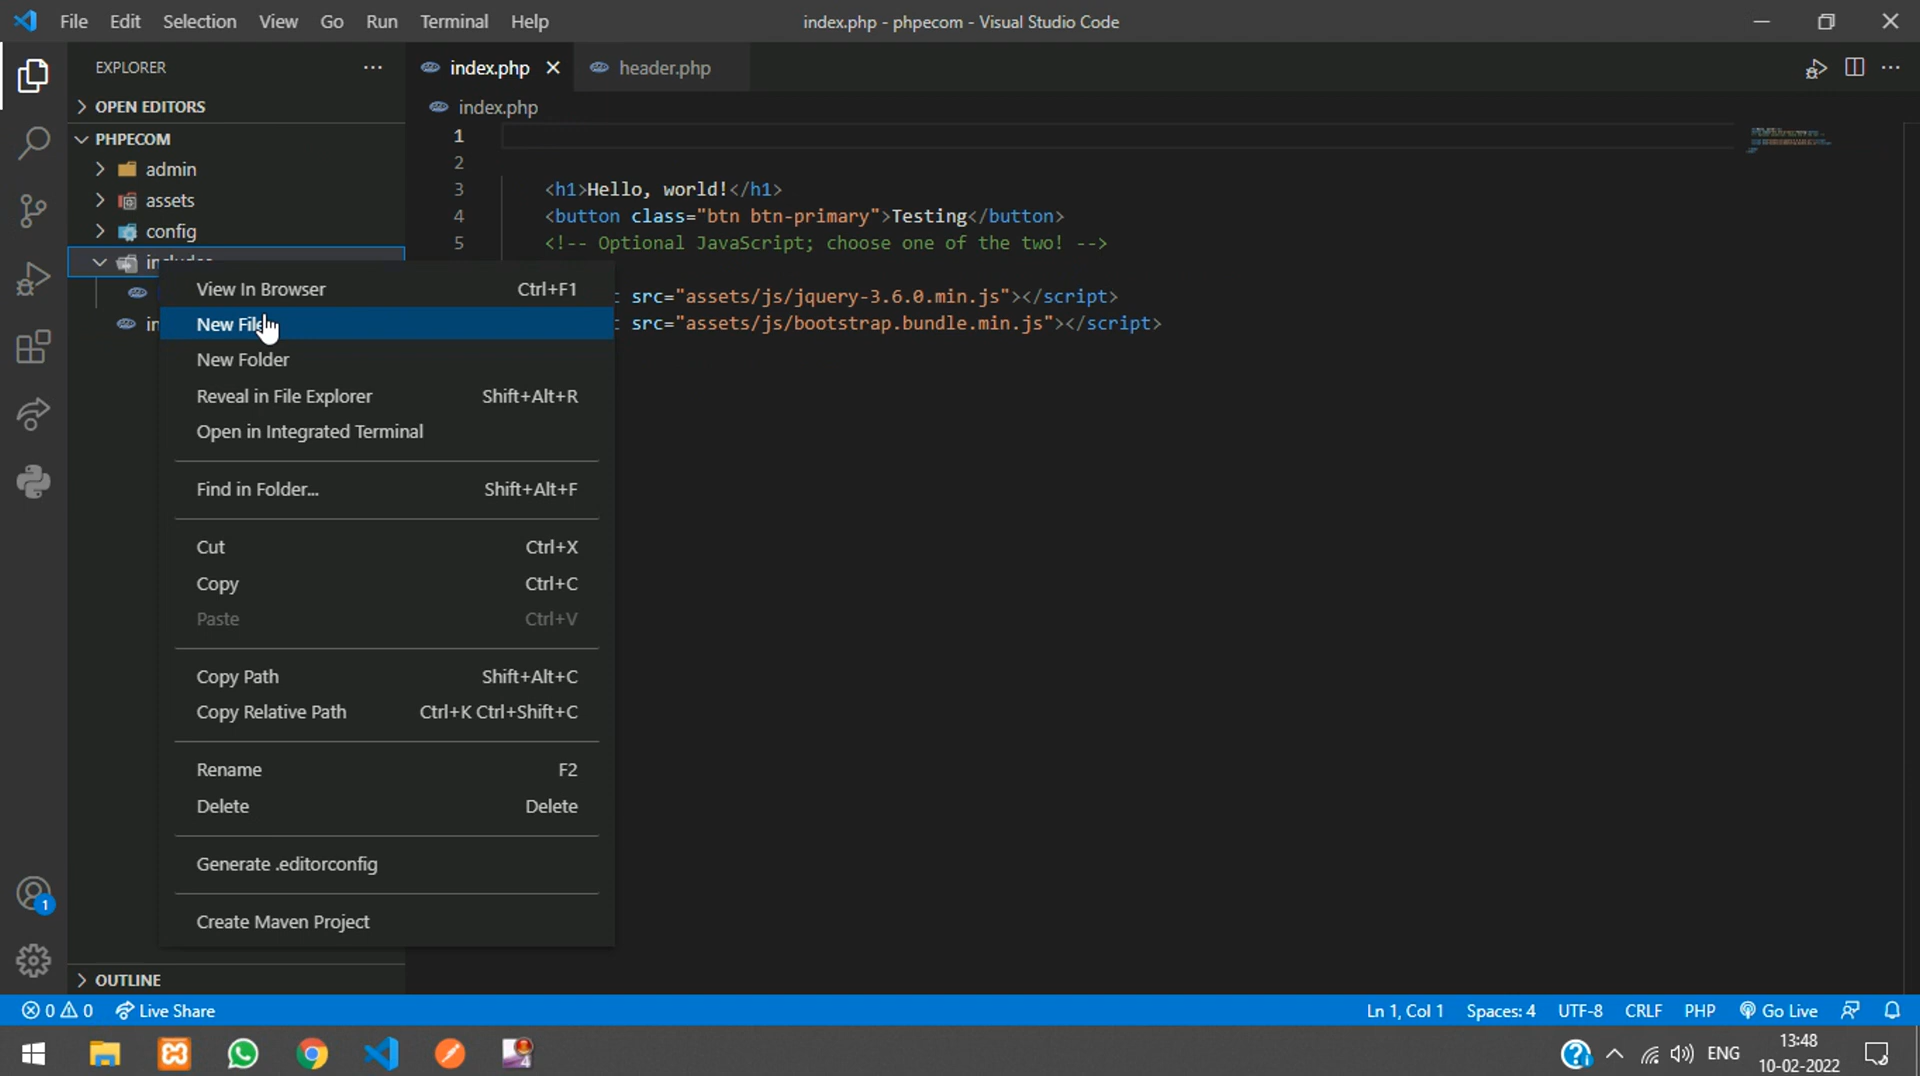 File Edit Selection View Go Run Terminal Help
index.php - phpecom - Visual Studio Code
EXPLORER
index.php
header.php
OPEN EDITORS
index.php
PHPECOM
admin
assets
config
1
2
3 <h1>Hello, world!</h1>
4 <button class="btn btn-primary">Testing</button>
5 <!-- Optional JavaScript; choose one of the two! -->
src="assets/js/jquery-3.6.0.min.js"></script>
src="assets/js/bootstrap.bundle.min.js"></script>
View In Browser Ctrl+F1
New File
New Folder
Reveal in File Explorer Shift+Alt+R
Open in Integrated Terminal
Find in Folder... Shift+Alt+F
Cut Ctrl+X
Copy Ctrl+C
Paste Ctrl+V
Copy Path Shift+Alt+C
Copy Relative Path Ctrl+K Ctrl+Shift+C
Rename F2
Delete Delete
Generate .editorconfig
Create Maven Project
1
OUTLINE
0 0 Live Share
Ln 1, Col 1 Spaces: 4 UTF-8 CRLF PHP Go Live
4
ENG
13:48
10-02-2022